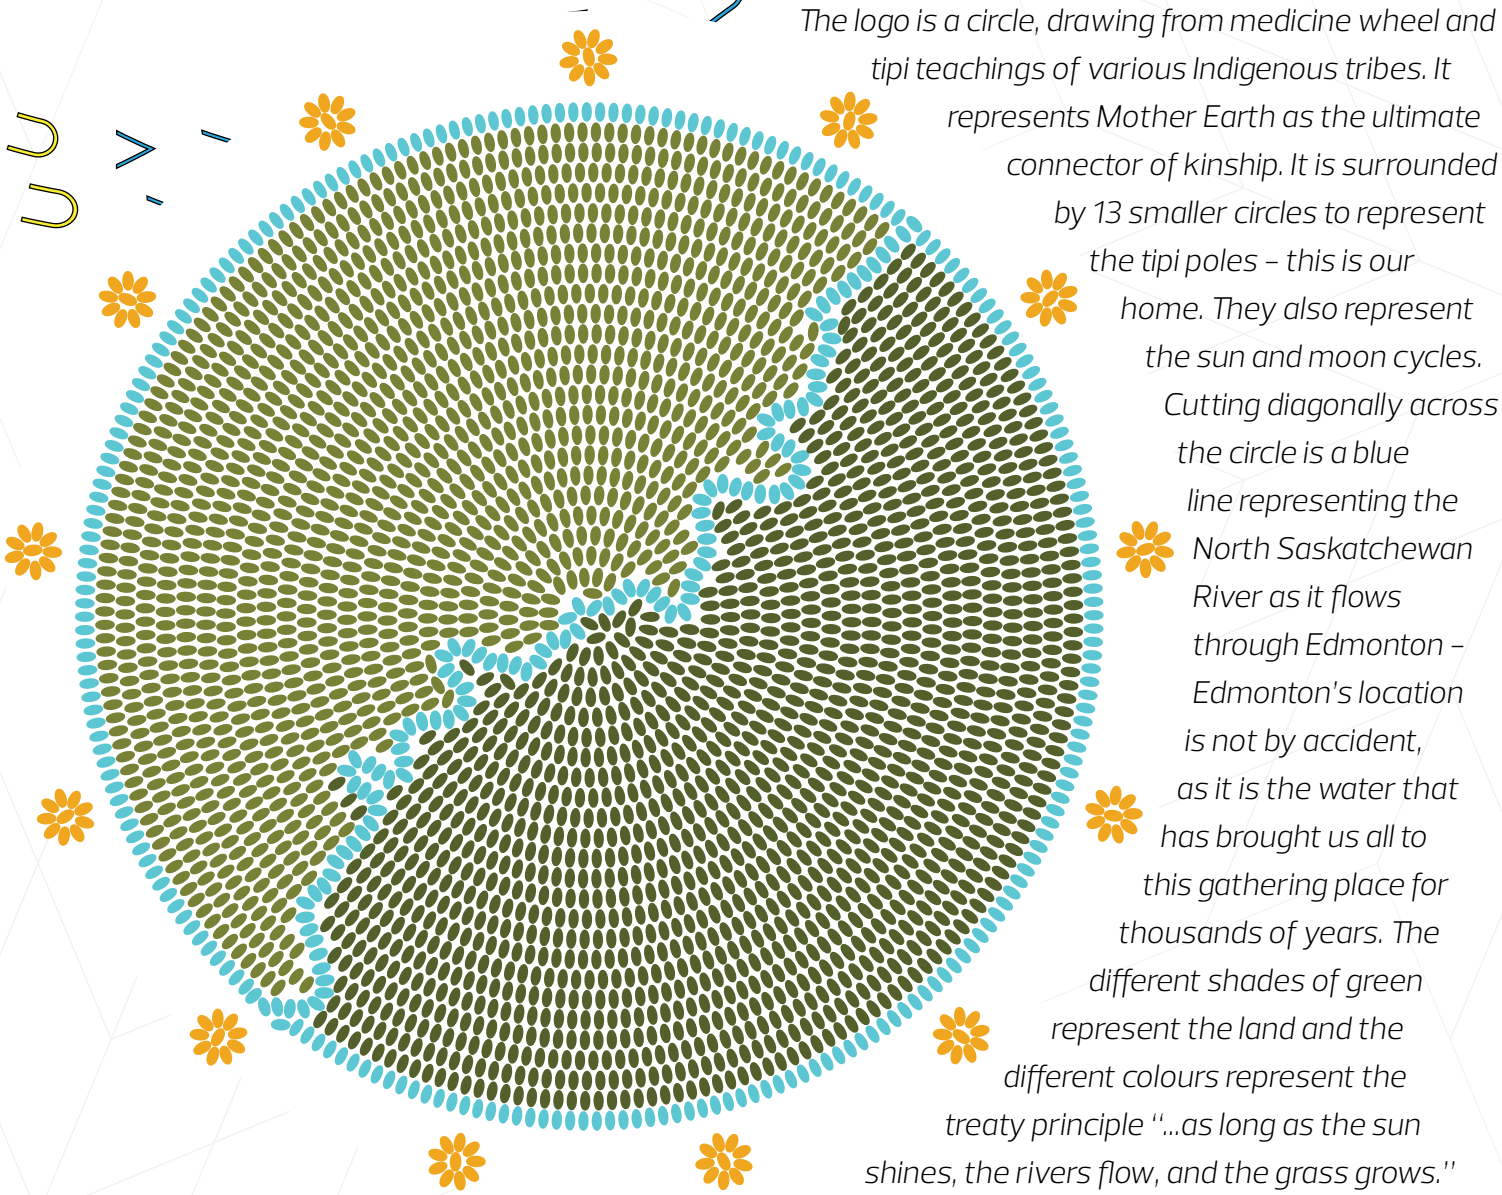 The logo is a circle, drawing from medicine wheel and
tipi teachings of various Indigenous tribes. It
represents Mother Earth as the ultimate
connector of kinship. It is surrounded
by 13 smaller circles to represent
the tipi poles – this is our
home. They also represent
the sun and moon cycles.
Cutting diagonally across
the circle is a blue
line representing the
North Saskatchewan
River as it flows
through Edmonton –
Edmonton's location
is not by accident,
as it is the water that
has brought us all to
this gathering place for
thousands of years. The
different shades of green
represent the land and the
different colours represent the
treaty principle “...as long as the sun
shines, the rivers flow, and the grass grows.”